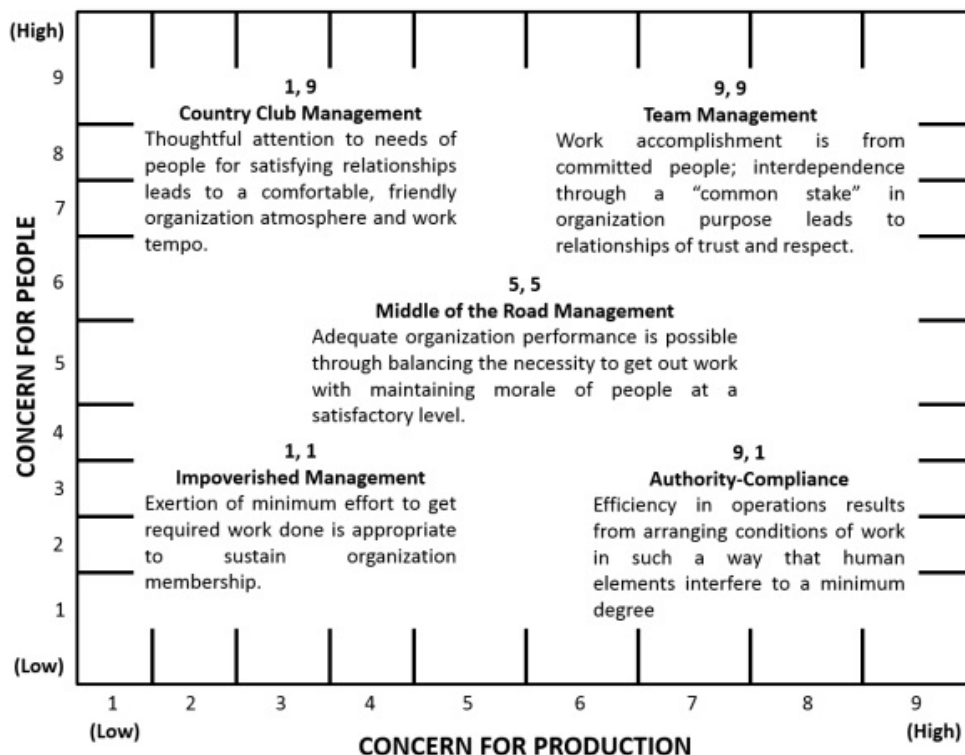 (High)
9
8
7
6
5
4
3
2
1
(Low)
CONCERN FOR PEOPLE
1, 9
Country Club Management
Thoughtful attention to needs of
people for satisfying relationships
leads to a comfortable, friendly
organization atmosphere and work
tempo.
9, 9
Team Management
Work accomplishment is from
committed people; interdependence
through a “common stake” in
organization purpose leads to
relationships of trust and respect.
5, 5
Middle of the Road Management
Adequate organization performance is possible
through balancing the necessity to get out work
with maintaining morale of people at a
satisfactory level.
1, 1
Impoverished Management
Exertion of minimum effort to get
required work done is appropriate
to sustain organization
membership.
9, 1
Authority-Compliance
Efficiency in operations results
from arranging conditions of work
in such a way that human
elements interfere to a minimum
degree
1 2 3 4 5 6 7 8 9
(Low) (High)
CONCERN FOR PRODUCTION